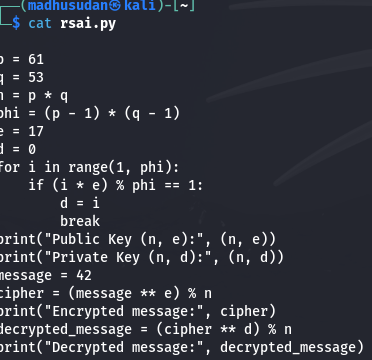 (madhusudan㉿kali)-[~]
$ cat rsai.py
p = 61
q = 53
n = p * q
phi = (p - 1) * (q - 1)
e = 17
d = 0
for i in range(1, phi):
    if (i * e) % phi == 1:
        d = i
        break
print("Public Key (n, e):", (n, e))
print("Private Key (n, d):", (n, d))
message = 42
cipher = (message ** e) % n
print("Encrypted message:", cipher)
decrypted_message = (cipher ** d) % n
print("Decrypted message:", decrypted_message)